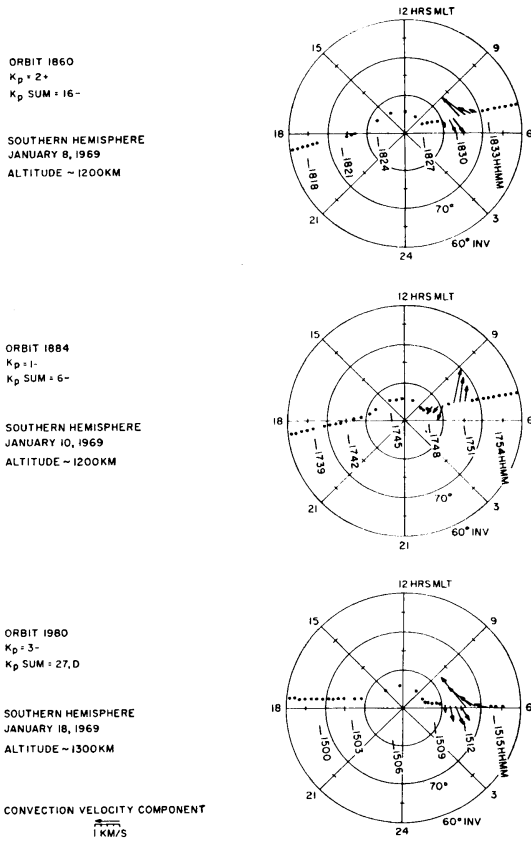 ORBIT 1860
Kp = 2+
Kp SUM = 16-
SOUTHERN HEMISPHERE
JANUARY 8, 1969
ALTITUDE ~ 1200KM
12 HRS MLT
15
9
18
6
21
3
24
70°
60° INV
1818
1821
1824
1827
1830
1833HHMM
ORBIT 1884
Kp = 1-
Kp SUM = 6-
SOUTHERN HEMISPHERE
JANUARY 10, 1969
ALTITUDE ~ 1200KM
12 HRS MLT
15
9
18
6
21
3
21
70°
60° INV
1739
1742
1745
1748
1751
1754HHMM
ORBIT 1980
Kp = 3-
Kp SUM = 27, D
SOUTHERN HEMISPHERE
JANUARY 18, 1969
ALTITUDE ~ 1300KM
12 HRS MLT
15
9
18
6
21
3
24
70°
60° INV
1500
1503
1506
1509
1512
1515HHMM
CONVECTION VELOCITY COMPONENT
1 KM/S